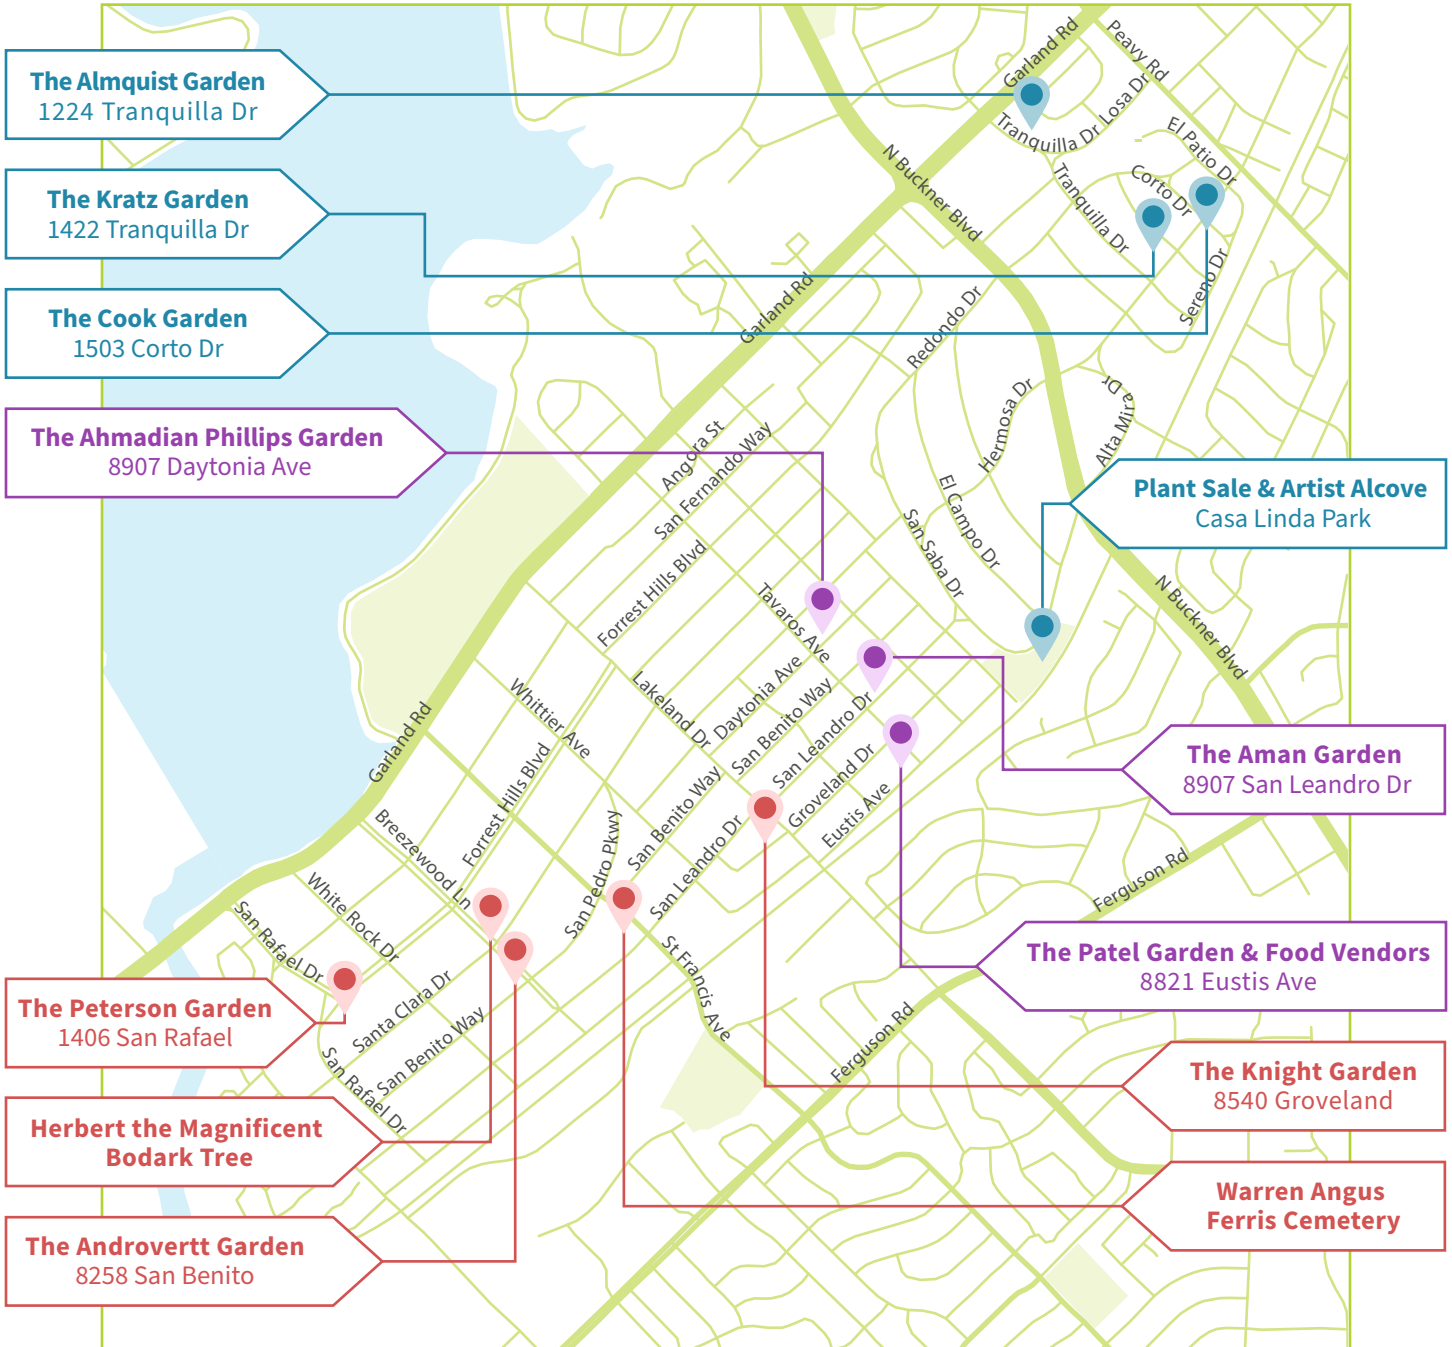 The Almquist Garden
1224 Tranquilla Dr
The Kratz Garden
1422 Tranquilla Dr
The Cook Garden
1503 Corto Dr
The Ahmadian Phillips Garden
8907 Daytonia Ave
Plant Sale & Artist Alcove
Casa Linda Park
The Aman Garden
8907 San Leandro Dr
The Patel Garden & Food Vendors
8821 Eustis Ave
The Peterson Garden
1406 San Rafael
The Knight Garden
8540 Groveland
Herbert the Magnificent
Bodark Tree
Warren Angus
Ferris Cemetery
The Androvertt Garden
8258 San Benito
Garland Rd
Peavy Rd
Losa Dr
Tranquilla Dr
El Patio Dr
N Buckner Blvd
Corto Dr
Tranquilla Dr
Sereno Dr
Garland Rd
Redondo Dr
Hermosa Dr
Alta Mira Dr
Angora St
San Fernando Way
El Campo Dr
San Saba Dr
Forrest Hills Blvd
Tavaros Ave
N Buckner Blvd
Lakeland Dr
Daytonia Ave
San Benito Way
San Leandro Dr
Whittier Ave
Garland Rd
Forrest Hills Blvd
Groveland Dr
Eustis Ave
San Benito Way
San Leandro Dr
San Pedro Pkwy
Breezewood Ln
Ferguson Rd
White Rock Dr
San Rafael Dr
St Francis Ave
Santa Clara Dr
San Benito Way
San Rafael Dr
Ferguson Rd